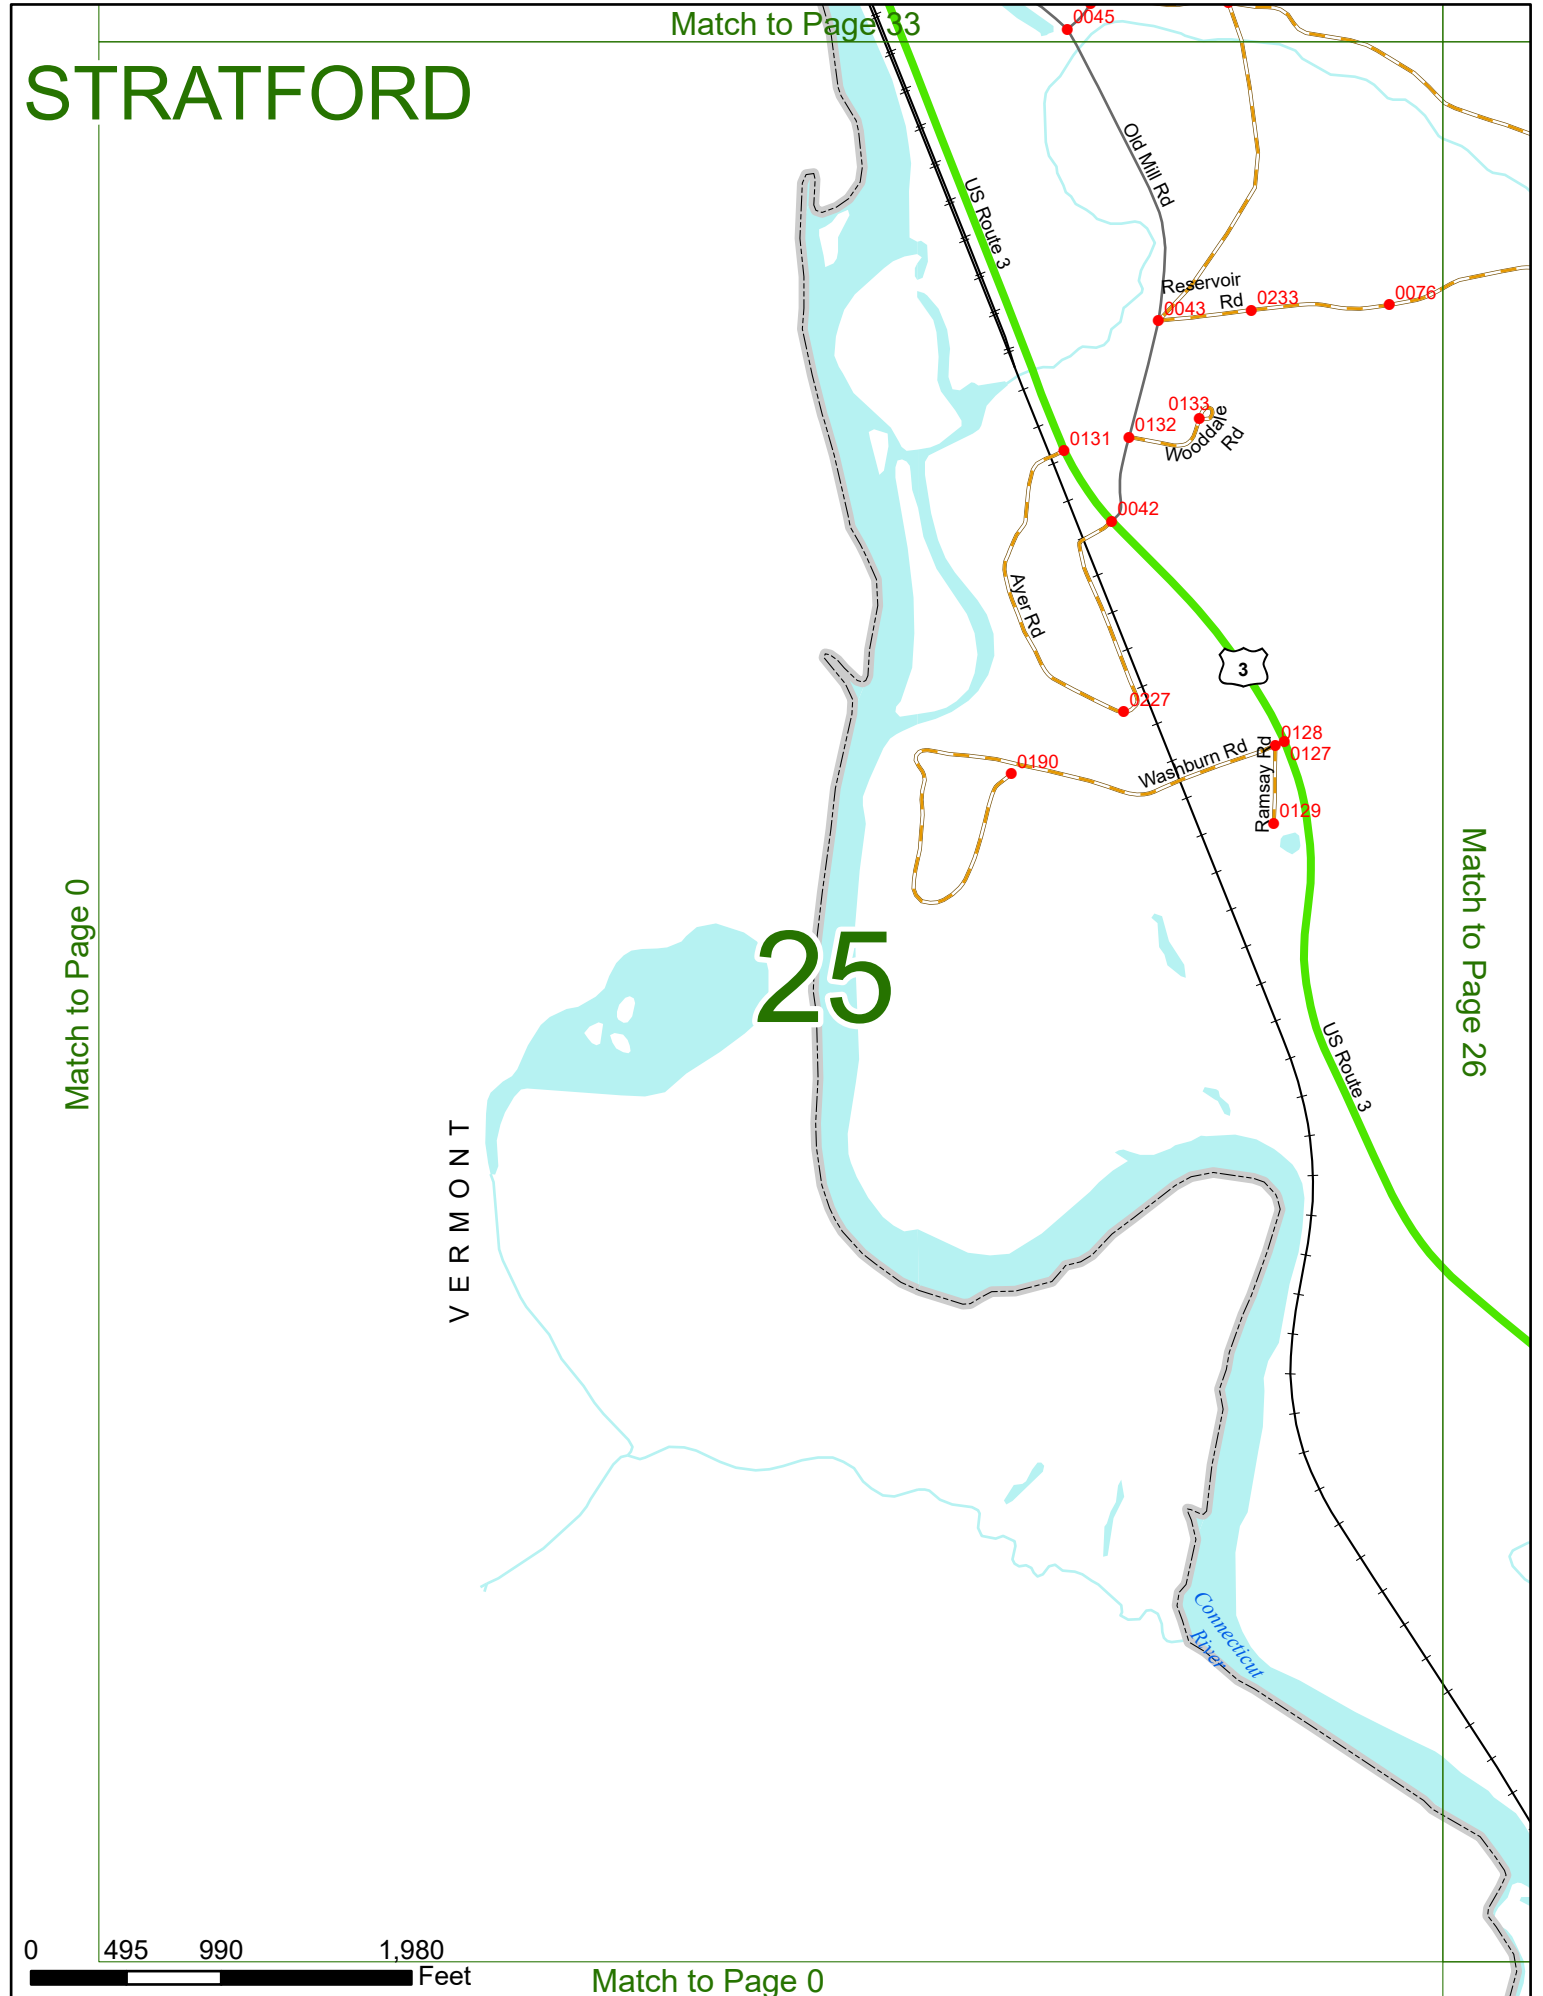 Match to Page 33
STRATFORD
0045
Old Mill Rd
US Route 3
Reservoir
Rd
0043
0233
0076
0133
0132
Wooddale
Rd
0131
0042
Ayer Rd
3
0227
0128
0127
Washburn Rd
Ramsay Rd
0190
0129
Match to Page 0
25
Match to Page 26
US Route 3
VERMONT
Connecticut
River
0 495 990 1,980
Feet
Match to Page 0